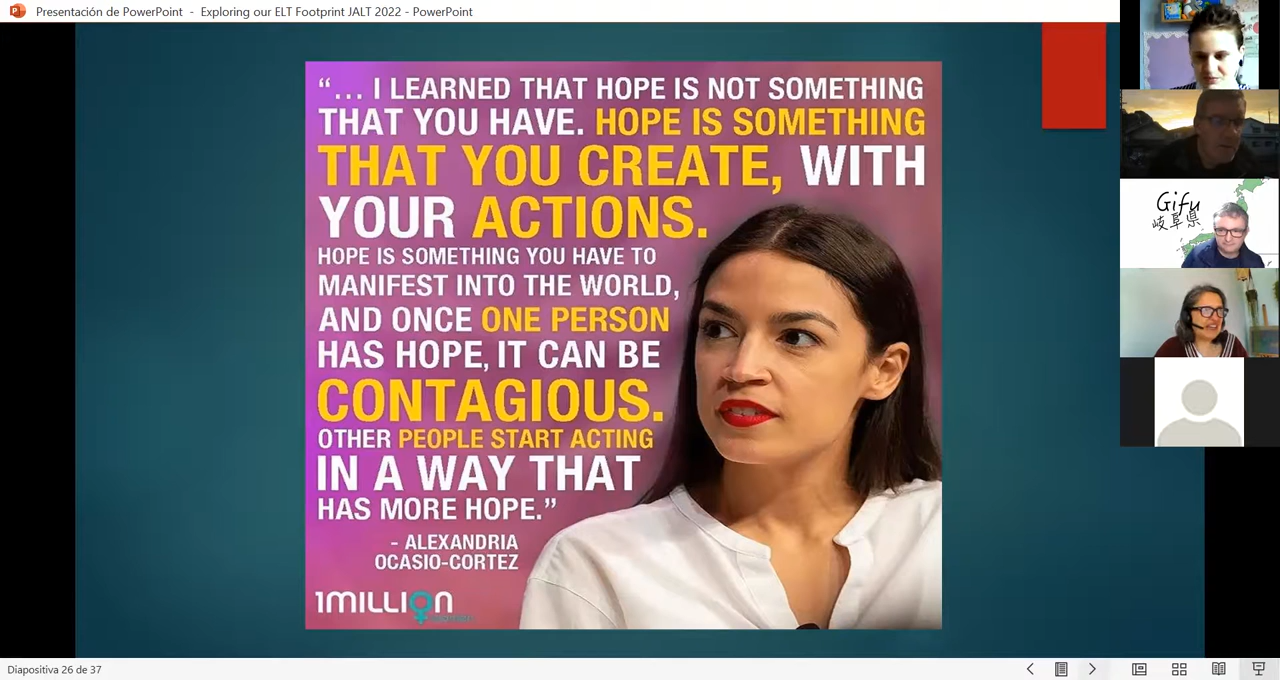 Presentación de PowerPoint - Exploring our ELT Footprint JALT 2022 - PowerPoint
“... I LEARNED THAT HOPE IS NOT SOMETHING
THAT YOU HAVE. HOPE IS SOMETHING
THAT YOU CREATE, WITH
YOUR ACTIONS.
HOPE IS SOMETHING YOU HAVE TO
MANIFEST INTO THE WORLD,
AND ONCE ONE PERSON
HAS HOPE, IT CAN BE
CONTAGIOUS.
OTHER PEOPLE START ACTING
IN A WAY THAT
HAS MORE HOPE.”
- ALEXANDRIA
OCASIO-CORTEZ
1MILLION
Gifu
岐阜県
Diapositiva 26 de 37